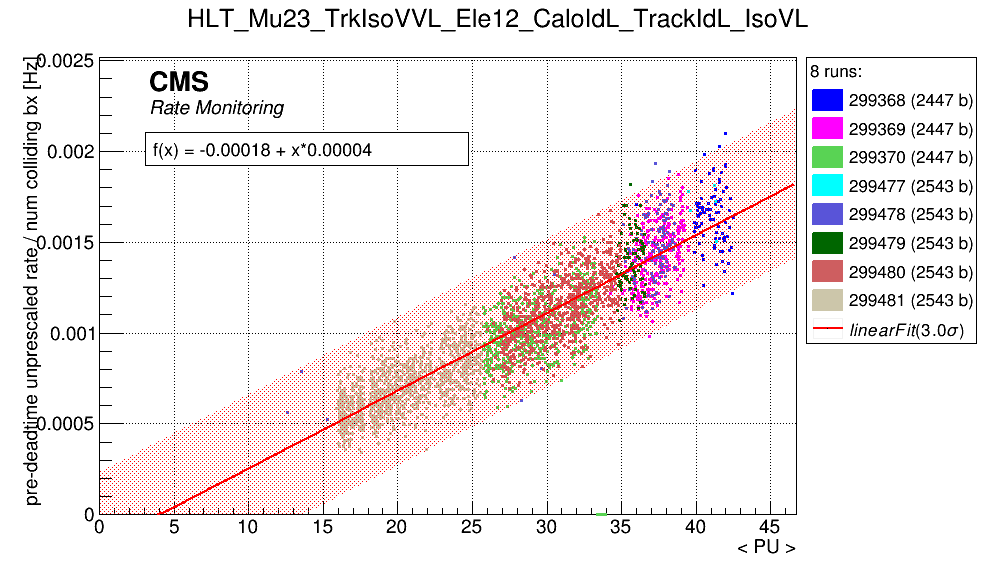 HLT_Mu23_TrkIsoVVL_Ele12_CaloIdL_TrackIdL_IsoVL
pre-deadtime unprescaled rate / num colliding bx [Hz]
0.0025
0.002
0.0015
0.001
0.0005
0
CMS
Rate Monitoring
f(x) = -0.00018 + x*0.00004
0 5 10 15 20 25 30 35 40 45
< PU >
8 runs:
299368 (2447 b)
299369 (2447 b)
299370 (2447 b)
299477 (2543 b)
299478 (2543 b)
299479 (2543 b)
299480 (2543 b)
299481 (2543 b)
linearFit(3.0σ)